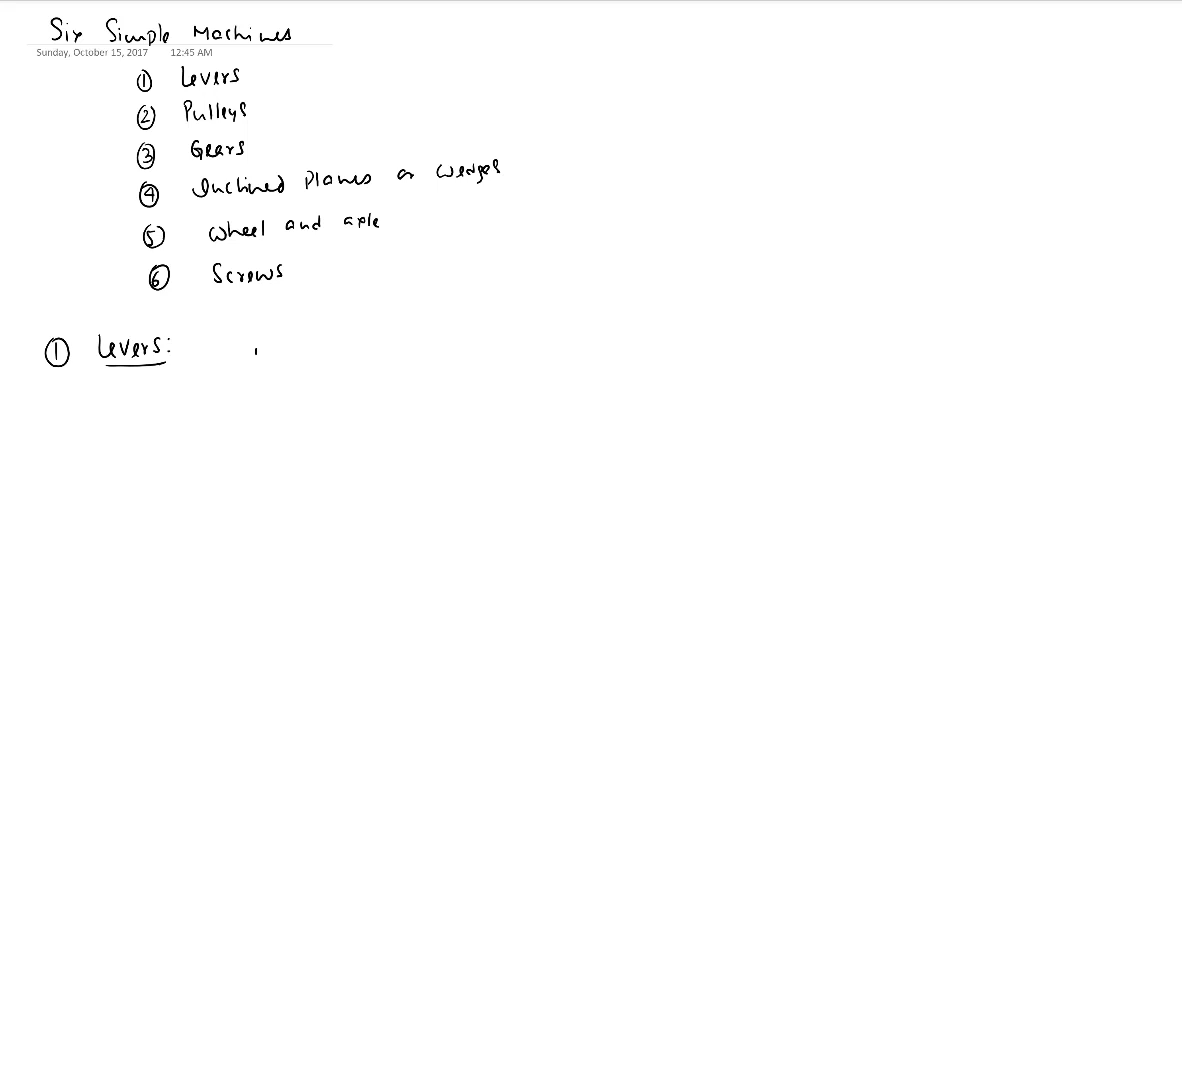 Six Simple Machines
Sunday, October 15, 2017 12:45 AM
① Levers
② Pulleys
③ Gears
④ Inclined Planes or wedges
⑤ wheel and axle
⑥ Screws
① Levers: